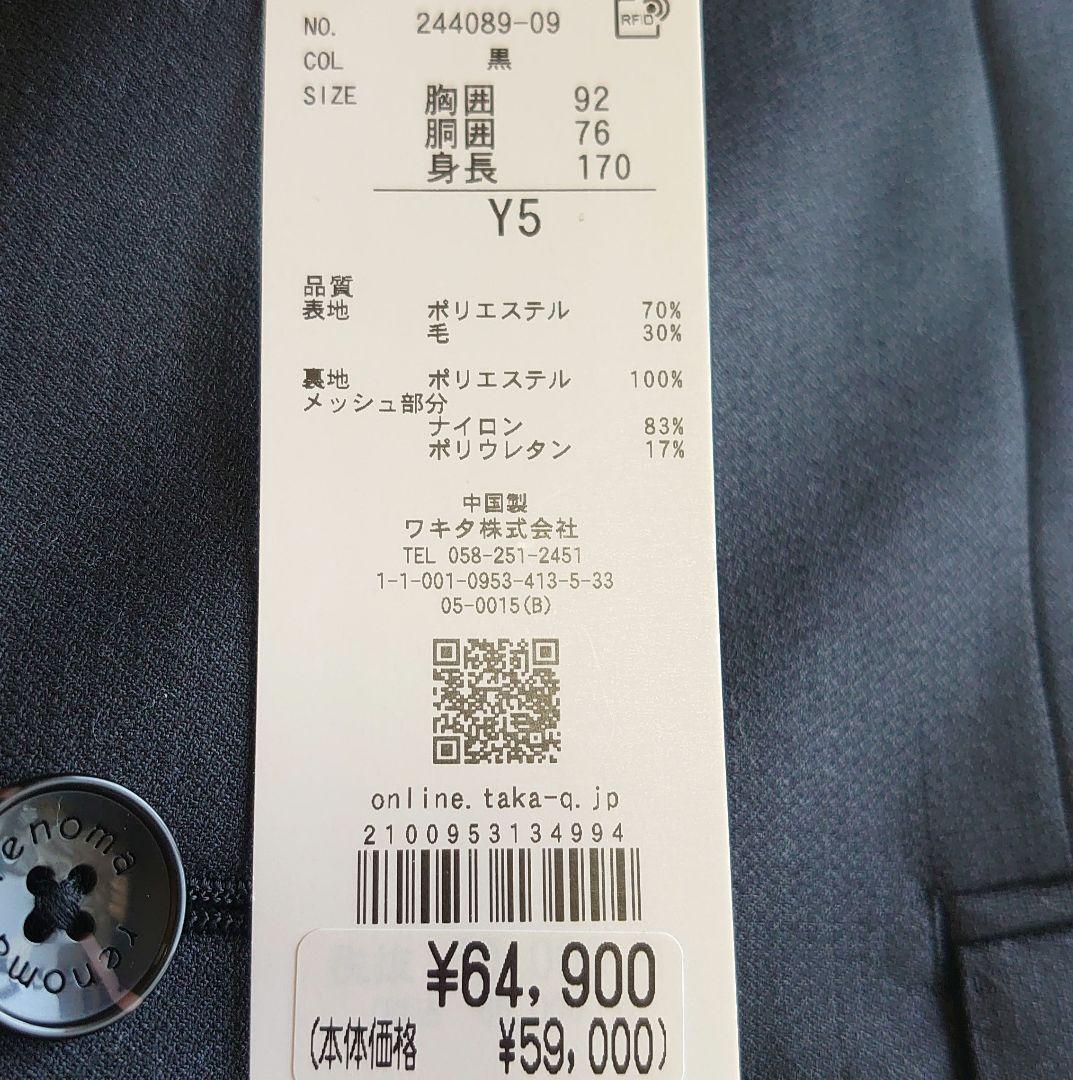 NO. 244089-09 RFID
COL 黒
SIZE 胸囲 92
胴囲 76
身長 170
Y5
品質
表地 ポリエステル 70%
毛 30%
裏地 ポリエステル 100%
メッシュ部分
ナイロン 83%
ポリウレタン 17%
中国製
ワキタ株式会社
TEL 058-251-2451
1-1-001-0953-413-5-33
05-0015(B)
online.taka-q.jp
2100953134994
¥64,900
(本体価格 ¥59,000)
renoma
renoma